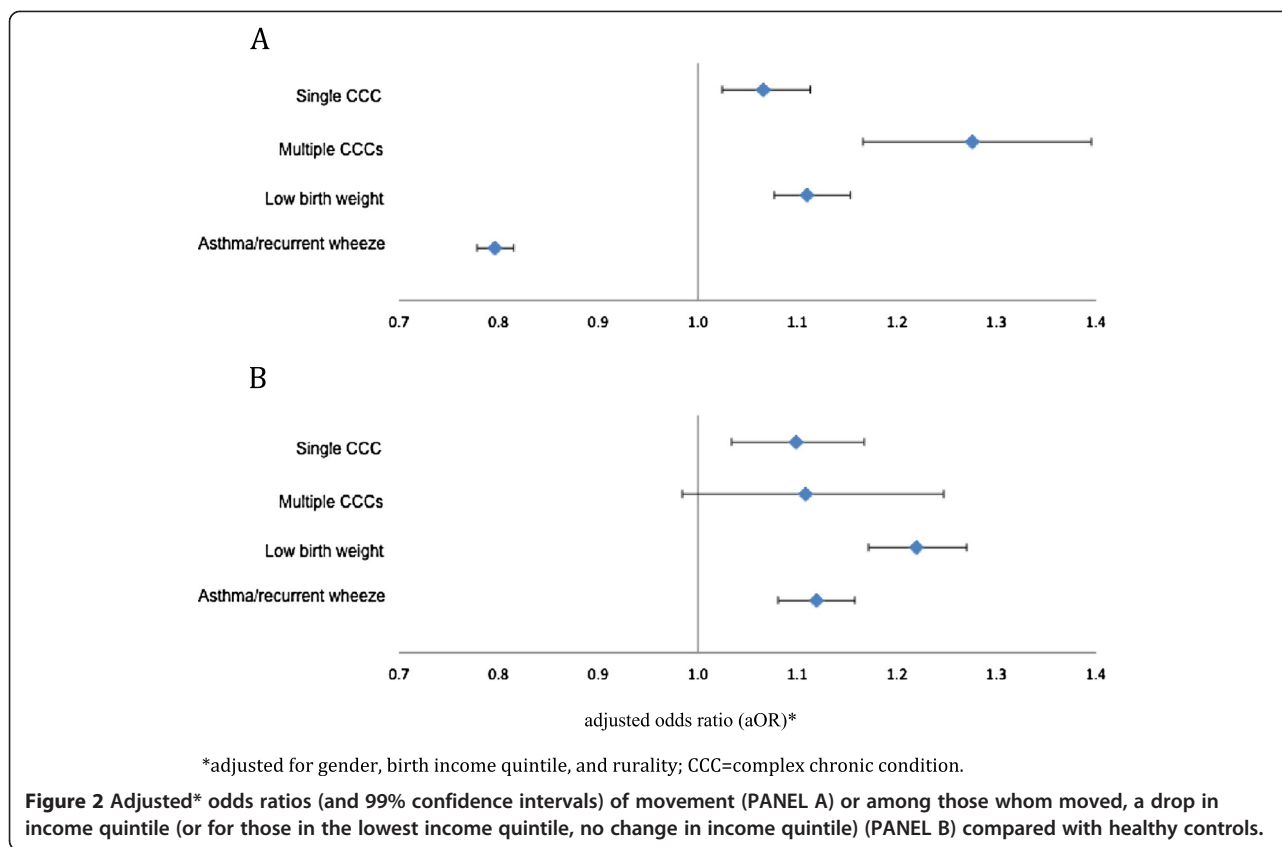 A
Single CCC
Multiple CCCs
Low birth weight
Asthma/recurrent wheeze
0.7 0.8 0.9 1.0 1.1 1.2 1.3 1.4
B
Single CCC
Multiple CCCs
Low birth weight
Asthma/recurrent wheeze
0.7 0.8 0.9 1.0 1.1 1.2 1.3 1.4
adjusted odds ratio (aOR)*
*adjusted for gender, birth income quintile, and rurality; CCC=complex chronic condition.
Figure 2 Adjusted* odds ratios (and 99% confidence intervals) of movement (PANEL A) or among those whom moved, a drop in
income quintile (or for those in the lowest income quintile, no change in income quintile) (PANEL B) compared with healthy controls.